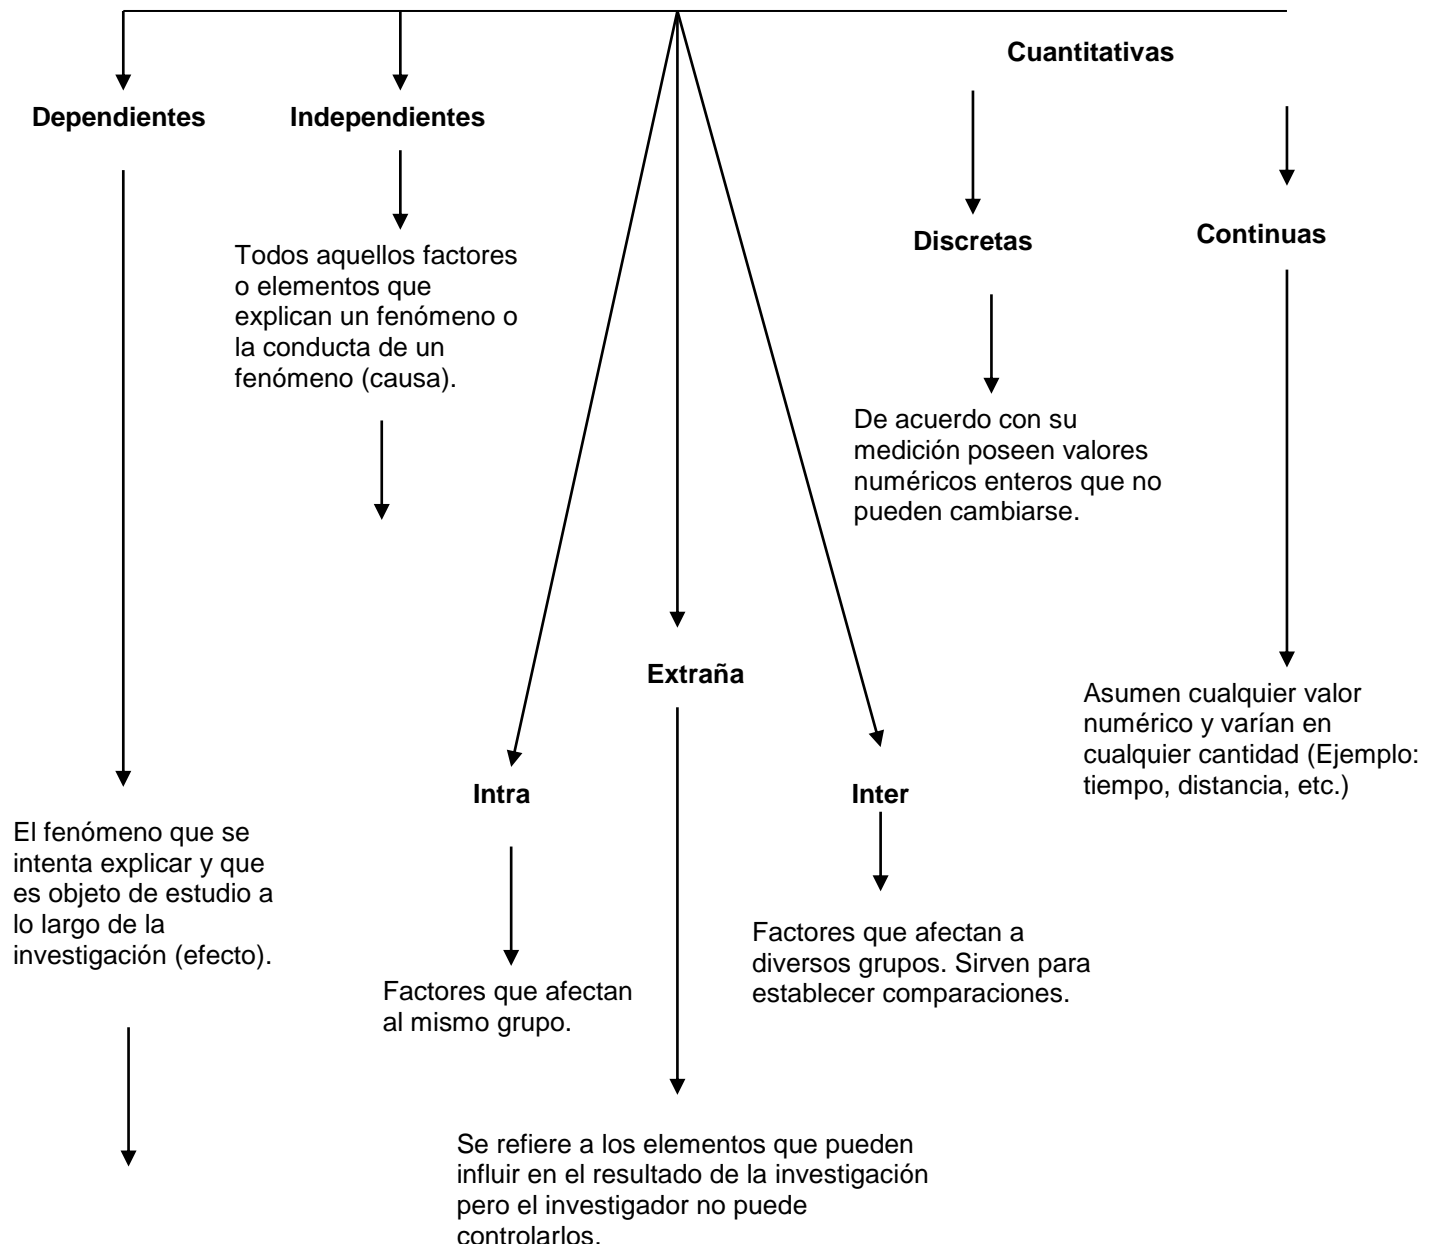 Cuantitativas
Dependientes
Independientes
Todos aquellos factores
o elementos que
explican un fenómeno o
la conducta de un
fenómeno (causa).
Discretas
Continuas
De acuerdo con su
medición poseen valores
numéricos enteros que no
pueden cambiarse.
Extraña
Asumen cualquier valor
numérico y varían en
cualquier cantidad (Ejemplo:
tiempo, distancia, etc.)
Intra
Inter
El fenómeno que se
intenta explicar y que
es objeto de estudio a
lo largo de la
investigación (efecto).
Factores que afectan
al mismo grupo.
Factores que afectan a
diversos grupos. Sirven para
establecer comparaciones.
Se refiere a los elementos que pueden
influir en el resultado de la investigación
pero el investigador no puede
controlarlos.